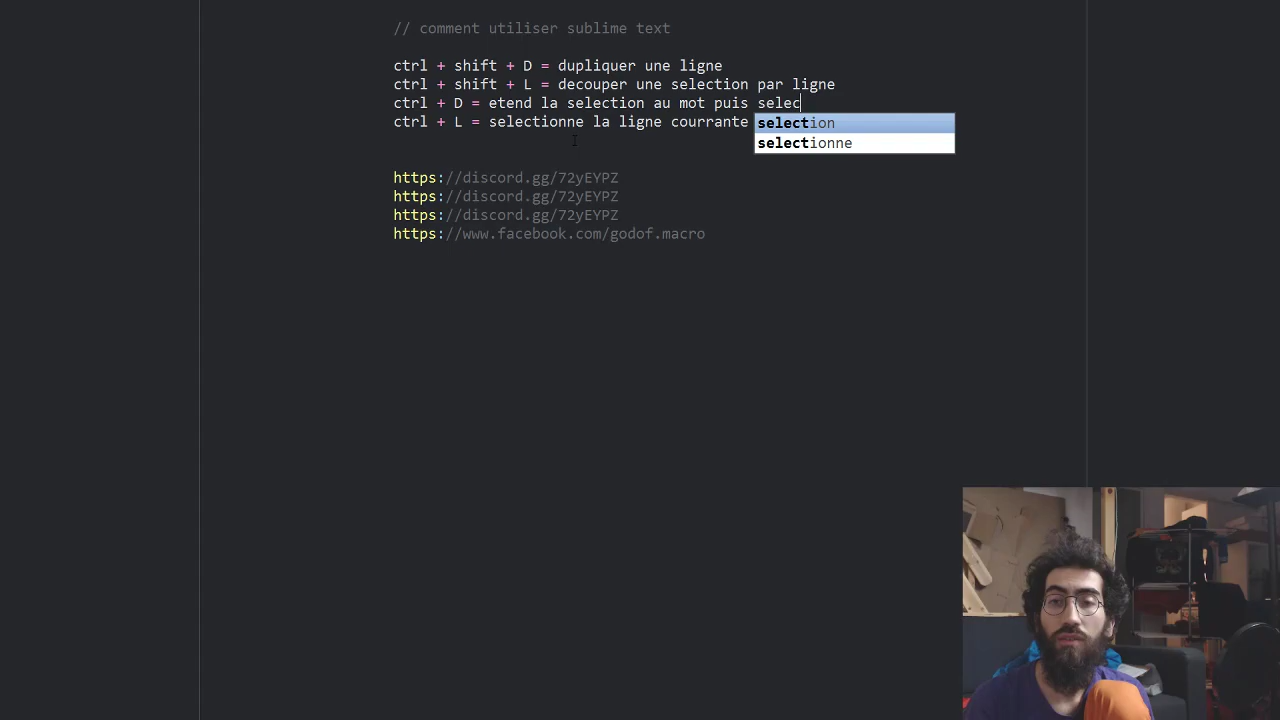 // comment utiliser sublime text
ctrl + shift + D = dupliquer une ligne
ctrl + shift + L = decouper une selection par ligne
ctrl + D = etend la selection au mot puis selec
ctrl + L = selectionne la ligne courrante
selection
selectionne
https://discord.gg/72yEYPZ
https://discord.gg/72yEYPZ
https://discord.gg/72yEYPZ
https://www.facebook.com/godof.macro